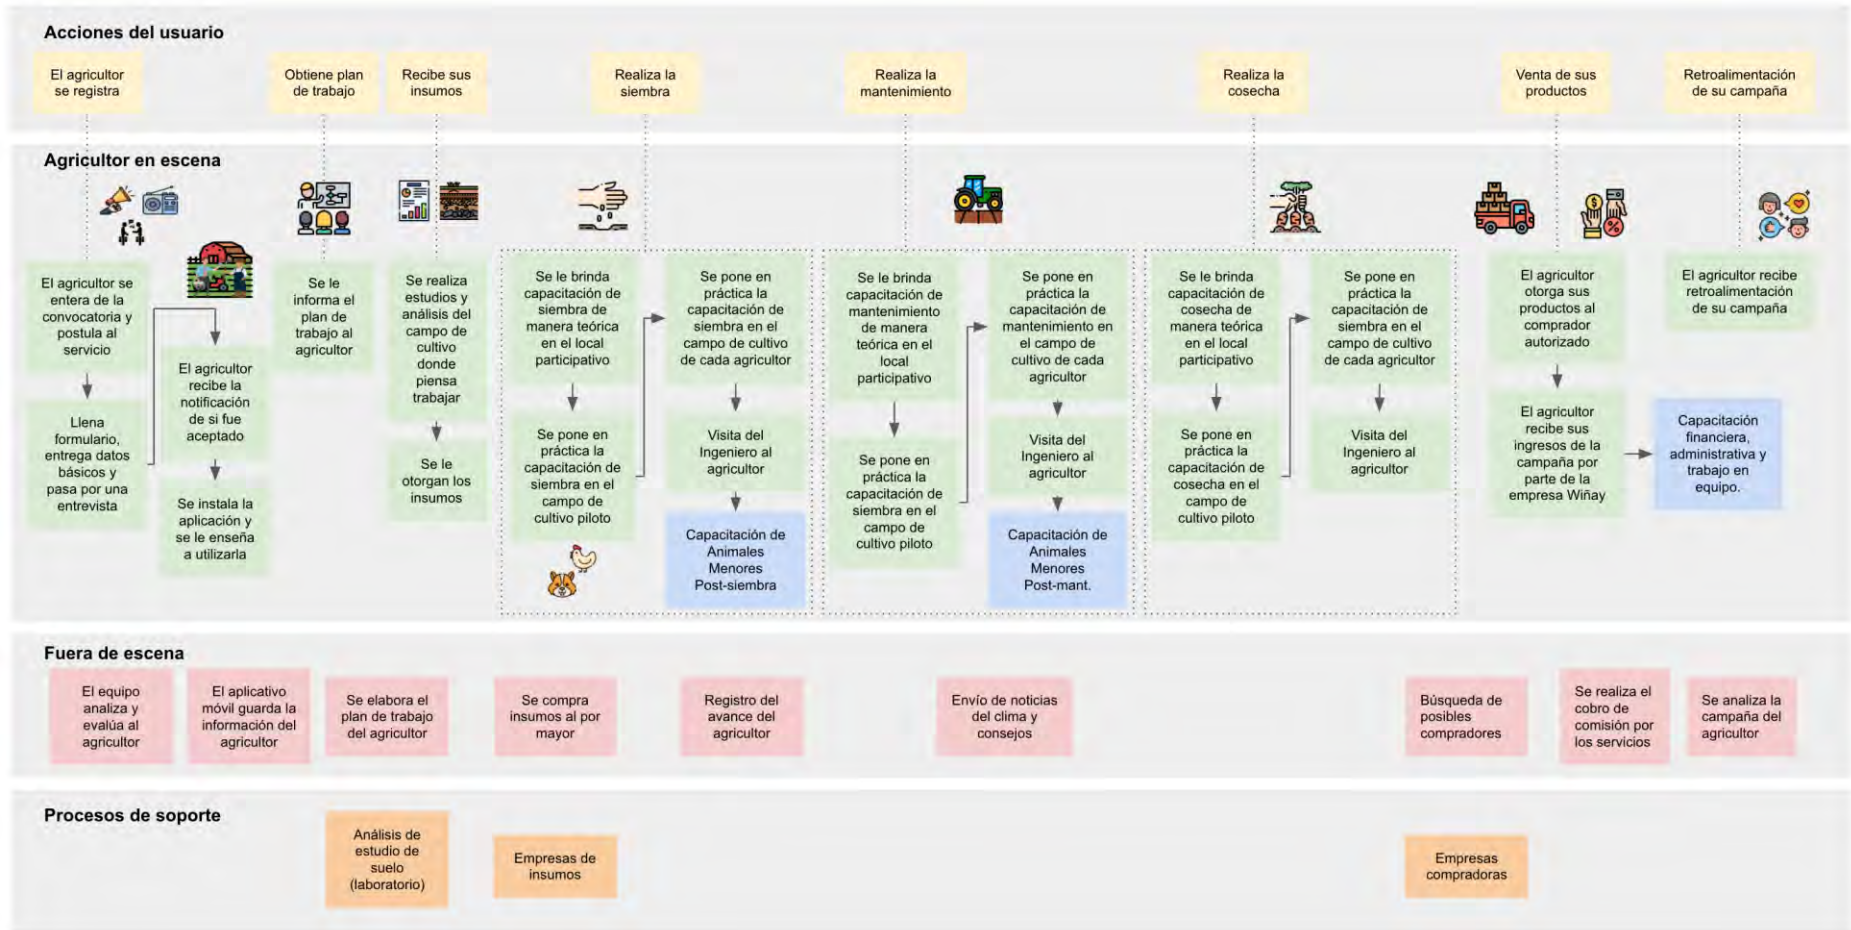 Acciones del usuario
El agricultor
se registra
Obtiene plan
de trabajo
Recibe sus
insumos
Realiza la
siembra
Realiza la
mantenimiento
Realiza la
cosecha
Venta de sus
productos
Retroalimentación
de su campaña
Agricultor en escena
El agricultor se
entera de la
convocatoria y
postula al
servicio
Llena
formulario,
entrega datos
básicos y
pasa por una
entrevista
El agricultor
recibe la
notificación
de si fue
aceptado
Se instala la
aplicación y
se le enseña
a utilizarla
Se le
informa el
plan de
trabajo al
agricultor
Se realiza
estudios y
análisis del
campo de
cultivo
donde
piensa
trabajar
Se le
otorgan los
insumos
Se le brinda
capacitación de
siembra de
manera teórica
en el local
participativo
Se pone en
práctica la
capacitación de
siembra en el
campo de
cultivo piloto
Se pone en
práctica la
capacitación de
siembra en el
campo de cultivo
de cada agricultor
Visita del
Ingeniero al
agricultor
Capacitación de
Animales
Menores
Post-siembra
Se le brinda
capacitación de
mantenimiento
de manera
teórica en el
local
participativo
Se pone en
práctica la
capacitación de
siembra en el
campo de
cultivo piloto
Se pone en
práctica la
capacitación de
mantenimiento en
el campo de
cultivo de cada
agricultor
Visita del
Ingeniero al
agricultor
Capacitación de
Animales
Menores
Post-mant.
Se le brinda
capacitación de
cosecha de
manera teórica
en el local
participativo
Se pone en
práctica la
capacitación de
cosecha en el
campo de
cultivo piloto
Se pone en
práctica la
capacitación de
siembra en el
campo de cultivo
de cada agricultor
Visita del
Ingeniero al
agricultor
El agricultor
otorga sus
productos al
comprador
autorizado
El agricultor
recibe sus
ingresos de la
campaña por
parte de la
empresa Wiñay
El agricultor recibe
retroalimentación
de su campaña
Capacitación
financiera,
administrativa y
trabajo en
equipo.
Fuera de escena
El equipo
analiza y
evalúa al
agricultor
El aplicativo
móvil guarda la
información del
agricultor
Se elabora el
plan de trabajo
del agricultor
Se compra
insumos al por
mayor
Registro del
avance del
agricultor
Envío de noticias
del clima y
consejos
Búsqueda de
posibles
compradores
Se realiza el
cobro de
comisión por
los servicios
Se analiza la
campaña del
agricultor
Procesos de soporte
Análisis de
estudio de
suelo
(laboratorio)
Empresas de
insumos
Empresas
compradoras